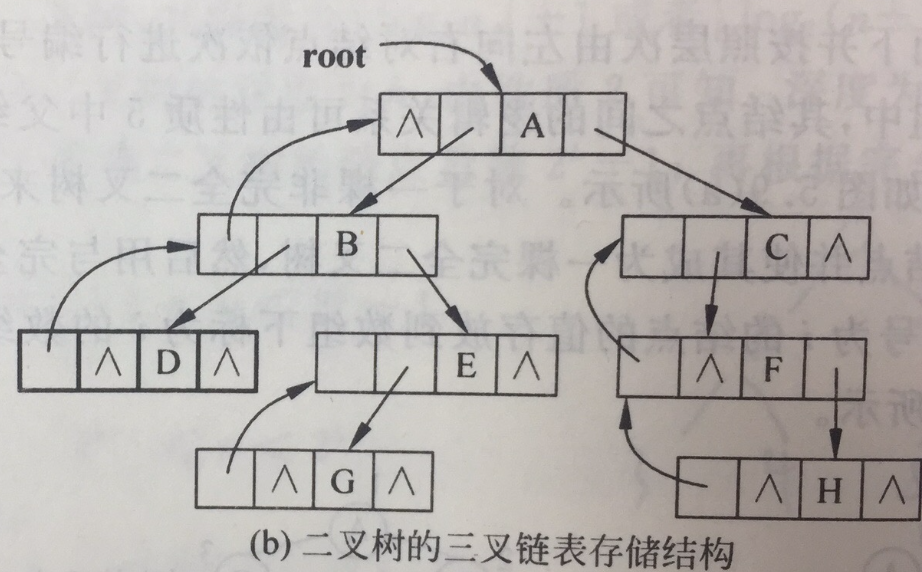 root
∧ A
B
C ∧
∧ D ∧
E ∧
∧ F
∧ G ∧
∧ H ∧
(b) 二叉树的三叉链表存储结构